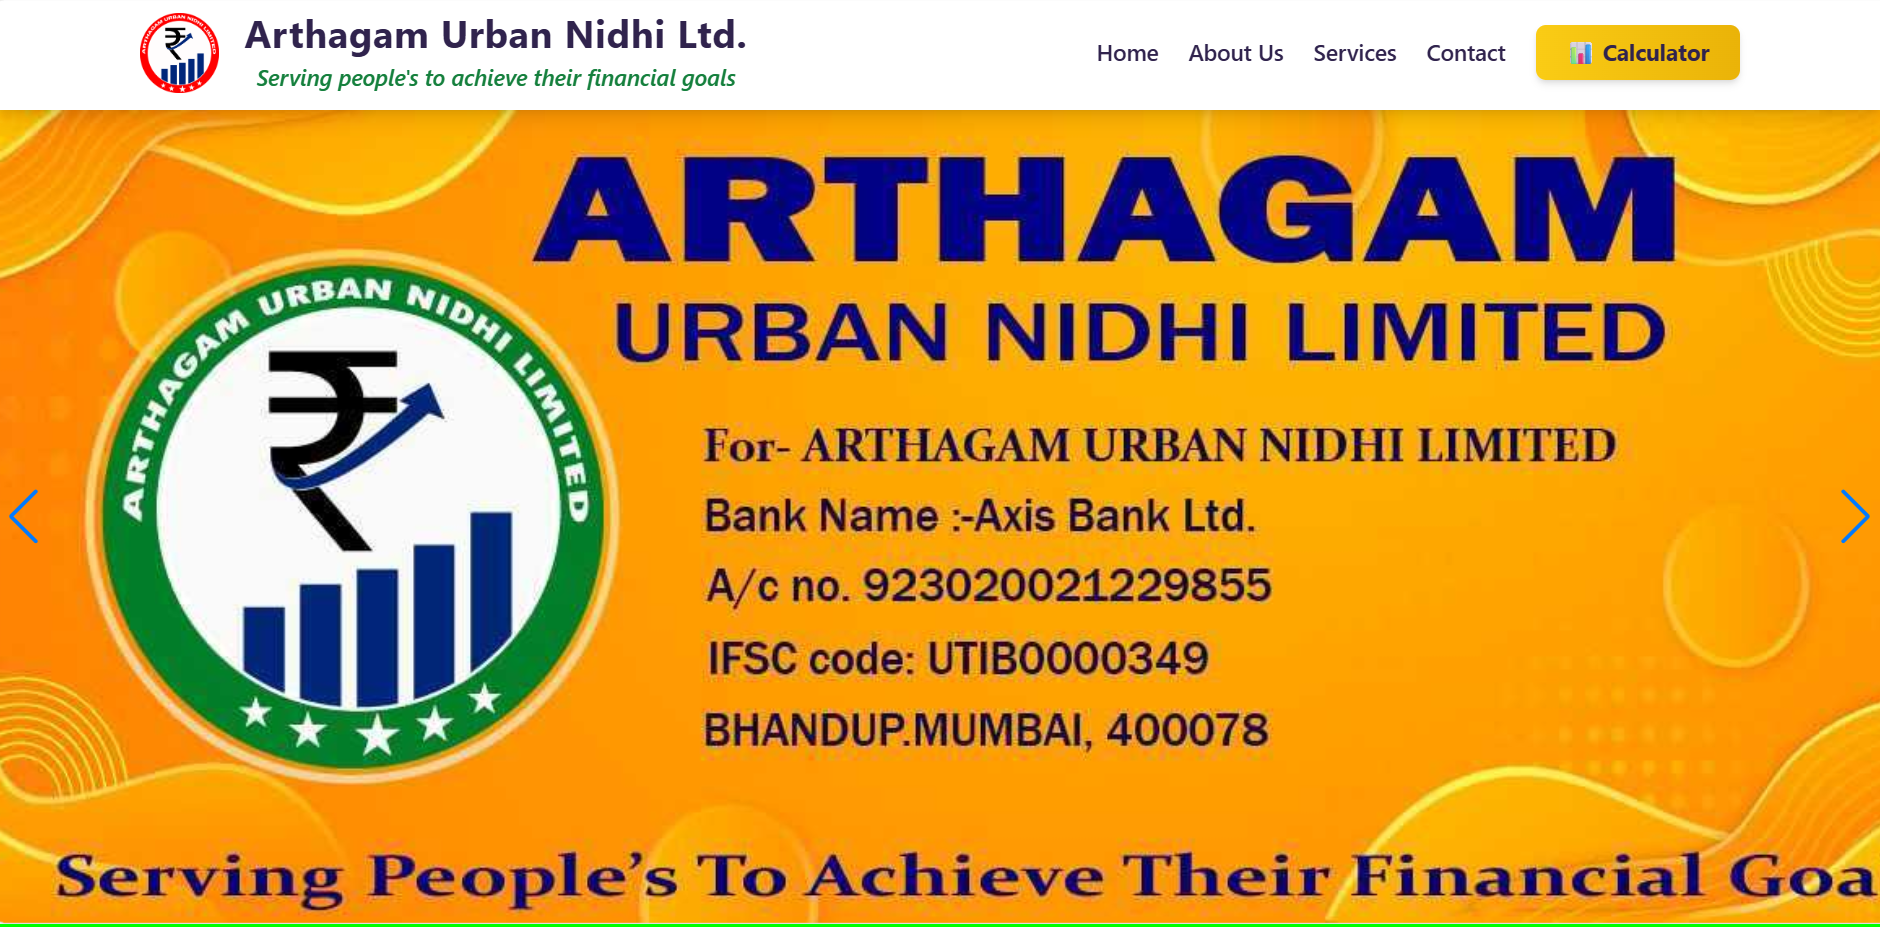 Arthagam Urban Nidhi Ltd.
Serving people's to achieve their financial goals
Home
About Us
Services
Contact
Calculator
ARTHAGAM
URBAN NIDHI LIMITED
ARTHAGAM URBAN NIDHI LIMITED
For- ARTHAGAM URBAN NIDHI LIMITED
Bank Name :-Axis Bank Ltd.
A/c no. 923020021229855
IFSC code: UTIB0000349
BHANDUP.MUMBAI, 400078
Serving People’s To Achieve Their Financial Goa